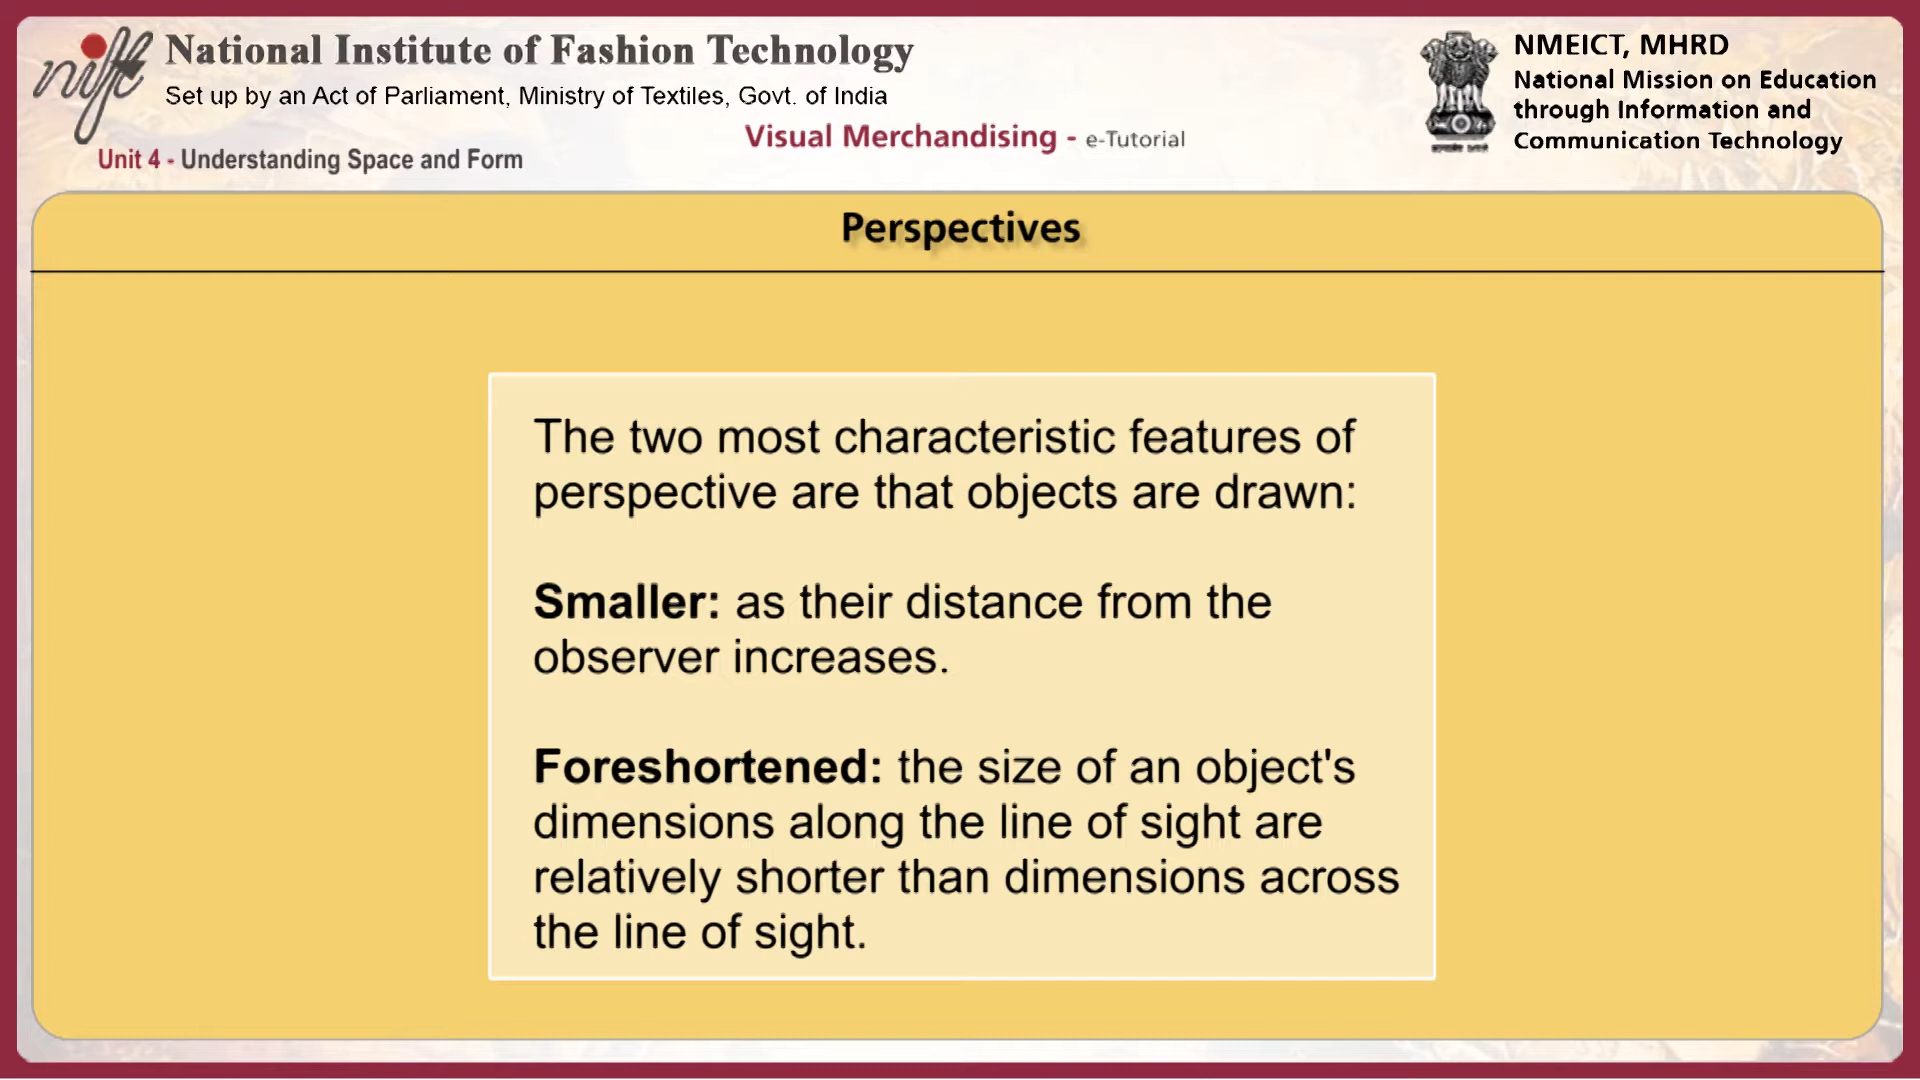 nift
National Institute of Fashion Technology
Set up by an Act of Parliament, Ministry of Textiles, Govt. of India
Visual Merchandising - e-Tutorial
Unit 4 - Understanding Space and Form
NMEICT, MHRD
National Mission on Education
through Information and
Communication Technology
Perspectives
The two most characteristic features of
perspective are that objects are drawn:
Smaller: as their distance from the
observer increases.
Foreshortened: the size of an object's
dimensions along the line of sight are
relatively shorter than dimensions across
the line of sight.